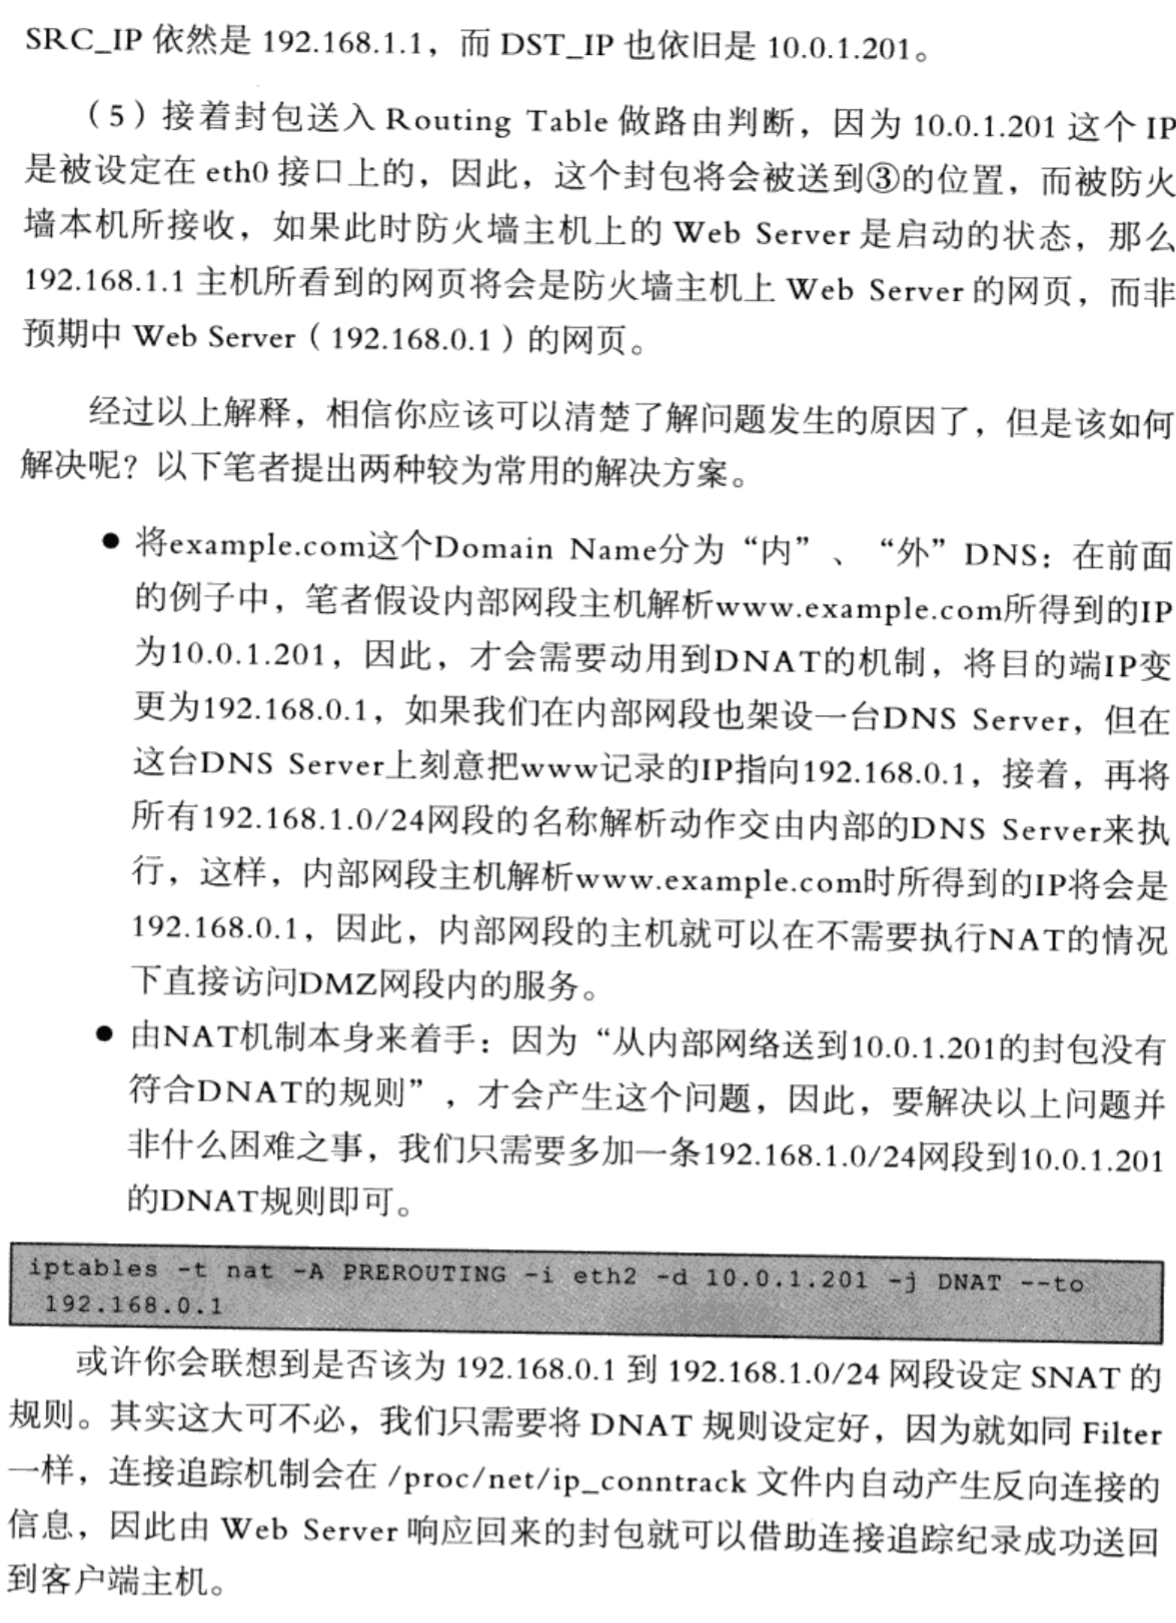 SRC_IP 依然是 192.168.1.1，而 DST_IP 也依旧是 10.0.1.201。
（5）接着封包送入 Routing Table 做路由判断，因为 10.0.1.201 这个 IP
是被设定在 eth0 接口上的，因此，这个封包将会被送到③的位置，而被防火
墙本机所接收，如果此时防火墙主机上的 Web Server 是启动的状态，那么
192.168.1.1 主机所看到的网页将会是防火墙主机上 Web Server 的网页，而非
预期中 Web Server（192.168.0.1）的网页。
经过以上解释，相信你应该可以清楚了解问题发生的原因了，但是该如何
解决呢？以下笔者提出两种较为常用的解决方案。
● 将example.com这个Domain Name分为“内”、“外”DNS：在前面
的例子中，笔者假设内部网段主机解析www.example.com所得到的IP
为10.0.1.201，因此，才会需要动用到DNAT的机制，将目的端IP变
更为192.168.0.1，如果我们在内部网段也架设一台DNS Server，但在
这台DNS Server上刻意把www记录的IP指向192.168.0.1，接着，再将
所有192.168.1.0/24网段的名称解析动作交由内部的DNS Server来执
行，这样，内部网段主机解析www.example.com时所得到的IP将会是
192.168.0.1，因此，内部网段的主机就可以在不需要执行NAT的情况
下直接访问DMZ网段内的服务。
● 由NAT机制本身来着手：因为“从内部网络送到10.0.1.201的封包没有
符合DNAT的规则”，才会产生这个问题，因此，要解决以上问题并
非什么困难之事，我们只需要多加一条192.168.1.0/24网段到10.0.1.201
的DNAT规则即可。
iptables -t nat -A PREROUTING -i eth2 -d 10.0.1.201 -j DNAT --to
192.168.0.1
或许你会联想到是否该为 192.168.0.1 到 192.168.1.0/24 网段设定 SNAT 的
规则。其实这大可不必，我们只需要将 DNAT 规则设定好，因为就如同 Filter
一样，连接追踪机制会在 /proc/net/ip_conntrack 文件内自动产生反向连接的
信息，因此由 Web Server 响应回来的封包就可以借助连接追踪纪录成功送回
到客户端主机。